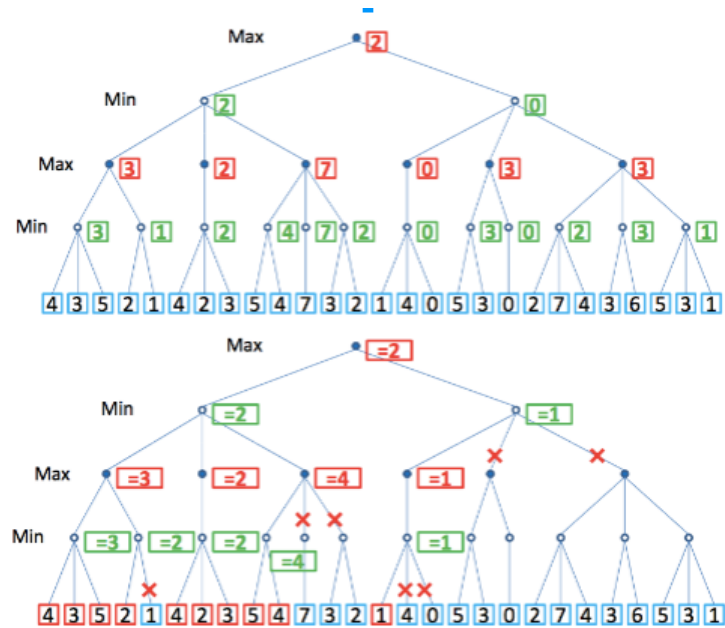 Max 2
Min 2 0
Max 3 2 7 0 3 3
Min 3 1 2 4 7 2 0 3 0 2 3 1
4 3 5 2 1 4 2 3 5 4 7 3 2 1 4 0 5 3 0 2 7 4 3 6 5 3 1
Max =2
Min =2 =1
Max =3 =2 =4 =1
Min =3 =2 =2 =1
=4
4 3 5 2 1 4 2 3 5 4 7 3 2 1 4 0 5 3 0 2 7 4 3 6 5 3 1